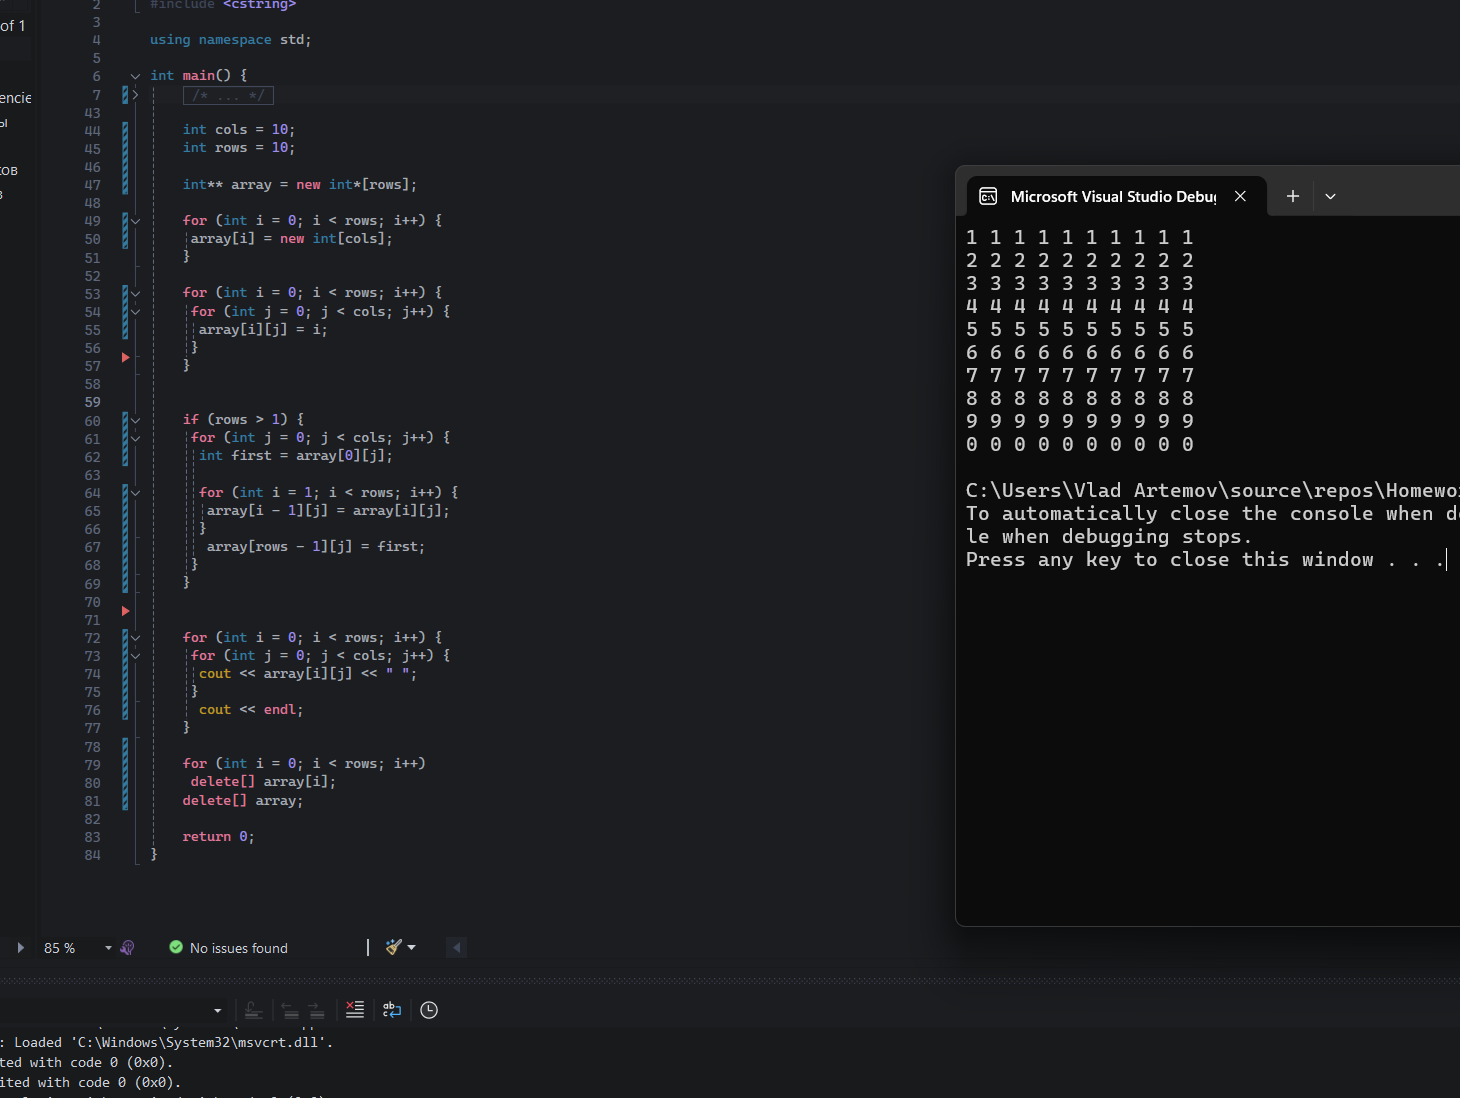 of 1
encie
ы
ков
в
2 #include <cstring>
3
4 using namespace std;
5
6 int main() {
7 /* ... */
43
44 int cols = 10;
45 int rows = 10;
46
47 int** array = new int*[rows];
48
49 for (int i = 0; i < rows; i++) {
50 array[i] = new int[cols];
51 }
52
53 for (int i = 0; i < rows; i++) {
54 for (int j = 0; j < cols; j++) {
55 array[i][j] = i;
56 }
57 }
58
59
60 if (rows > 1) {
61 for (int j = 0; j < cols; j++) {
62 int first = array[0][j];
63
64 for (int i = 1; i < rows; i++) {
65 array[i - 1][j] = array[i][j];
66 }
67 array[rows - 1][j] = first;
68 }
69 }
70
71
72 for (int i = 0; i < rows; i++) {
73 for (int j = 0; j < cols; j++) {
74 cout << array[i][j] << " ";
75 }
76 cout << endl;
77 }
78
79 for (int i = 0; i < rows; i++)
80 delete[] array[i];
81 delete[] array;
82
83 return 0;
84 }
Microsoft Visual Studio Debug
1 1 1 1 1 1 1 1 1 1
2 2 2 2 2 2 2 2 2 2
3 3 3 3 3 3 3 3 3 3
4 4 4 4 4 4 4 4 4 4
5 5 5 5 5 5 5 5 5 5
6 6 6 6 6 6 6 6 6 6
7 7 7 7 7 7 7 7 7 7
8 8 8 8 8 8 8 8 8 8
9 9 9 9 9 9 9 9 9 9
0 0 0 0 0 0 0 0 0 0
C:\Users\Vlad Artemov\source\repos\Homewo
To automatically close the console when d
le when debugging stops.
Press any key to close this window . . .
85 %
No issues found
: Loaded 'C:\Windows\System32\msvcrt.dll'.
ted with code 0 (0x0).
ited with code 0 (0x0).